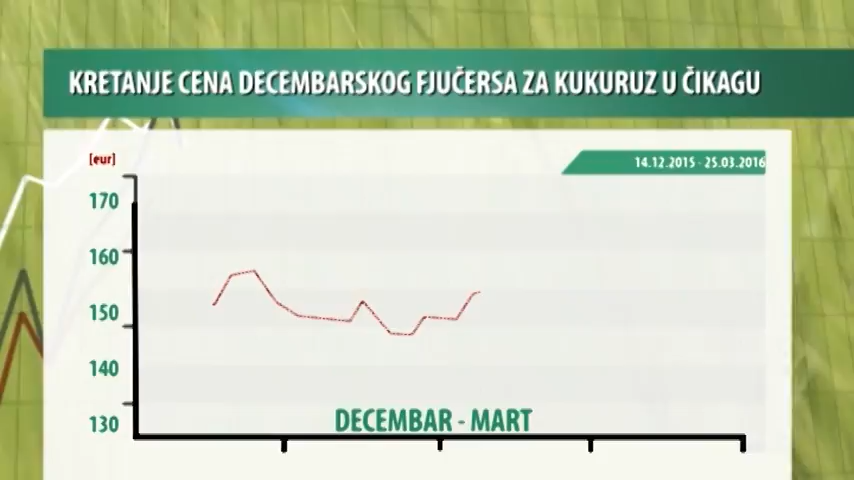 KRETANJE CENA DECEMBARSKOG FJUČERSA ZA KUKURUZ U ČIKAGU
[eur]
14.12.2015 - 25.03.2016
170
160
150
140
130
DECEMBAR - MART